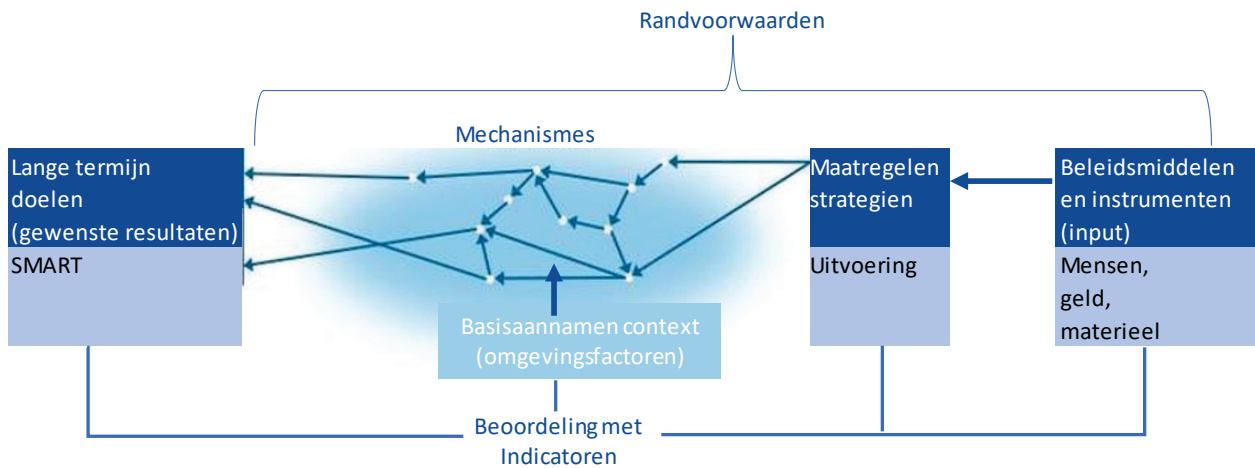 Randvoorwaarden
Mechanismes
Lange termijn
doelen
(gewenste resultaten)
SMART
Maatregelen
strategien
Uitvoering
Beleidsmiddelen
en instrumenten
(input)
Mensen,
geld,
materieel
Basisaannamen context
(omgevingsfactoren)
Beoordeling met
Indicatoren